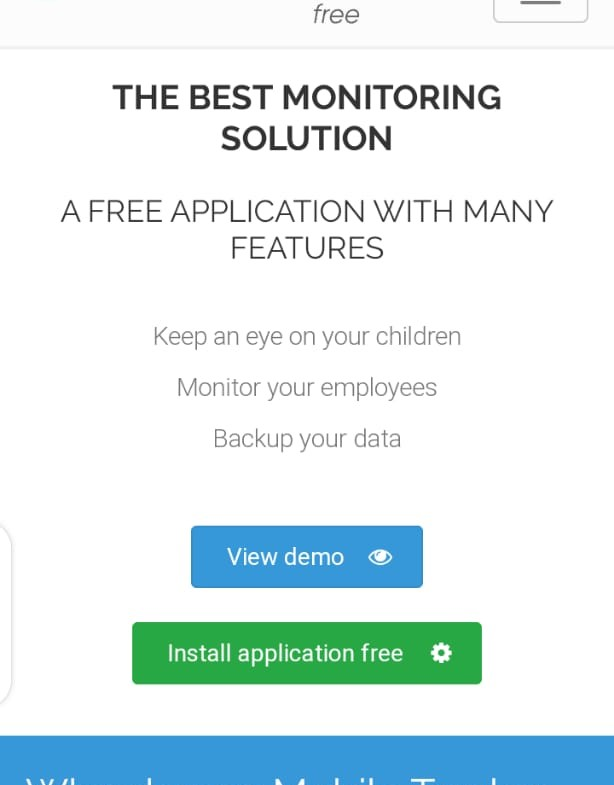 free
THE BEST MONITORING
SOLUTION
A FREE APPLICATION WITH MANY
FEATURES
Keep an eye on your children
Monitor your employees
Backup your data
View demo
Install application free